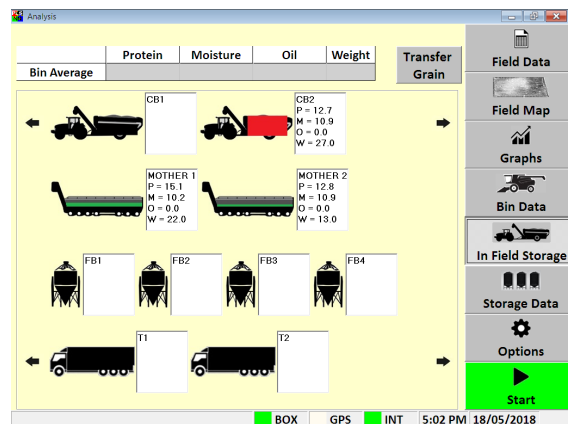 Analysis
Protein Moisture Oil Weight
Bin Average
Transfer
Grain
CB1
CB2
P = 12.7
M = 10.9
O = 0.0
W = 27.0
MOTHER 1
P = 15.1
M = 10.2
O = 0.0
W = 22.0
MOTHER 2
P = 12.8
M = 10.9
O = 0.0
W = 13.0
FB1
FB2
FB3
FB4
T1
T2
Field Data
Field Map
Graphs
Bin Data
In Field Storage
Storage Data
Options
Start
BOX GPS INT 5:02 PM 18/05/2018